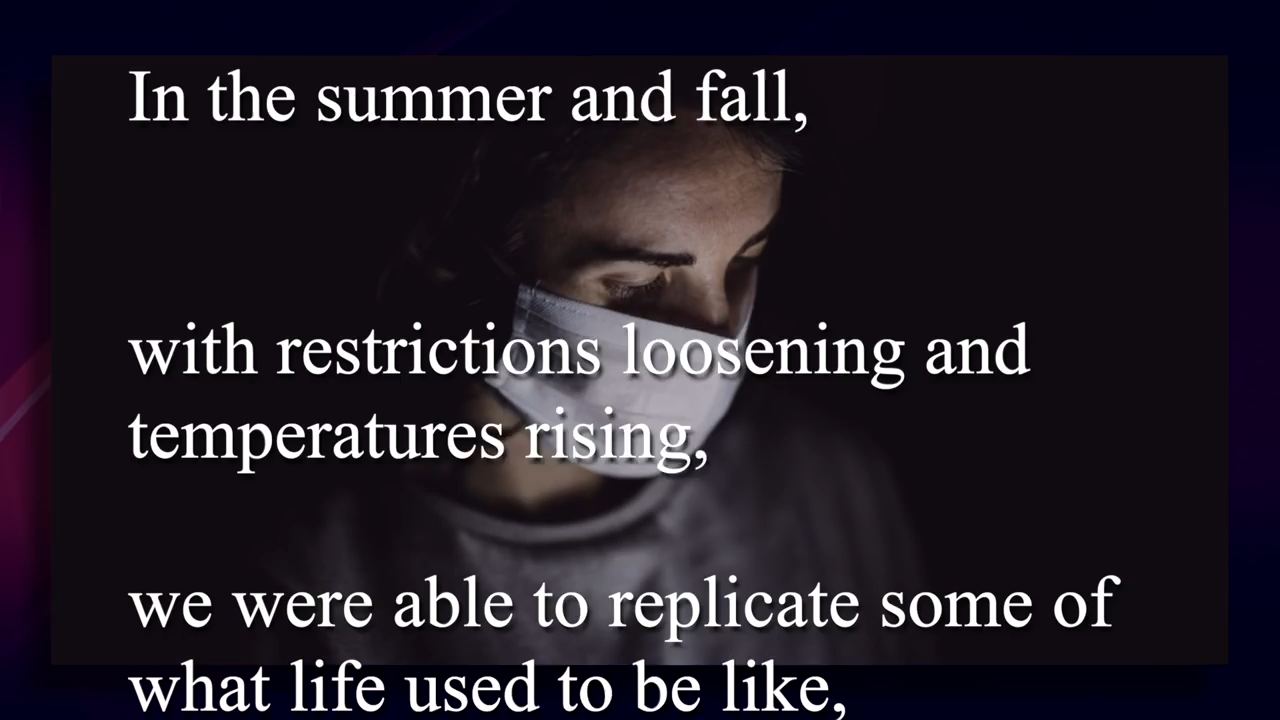 In the summer and fall,
with restrictions loosening and
temperatures rising,
we were able to replicate some of
what life used to be like,